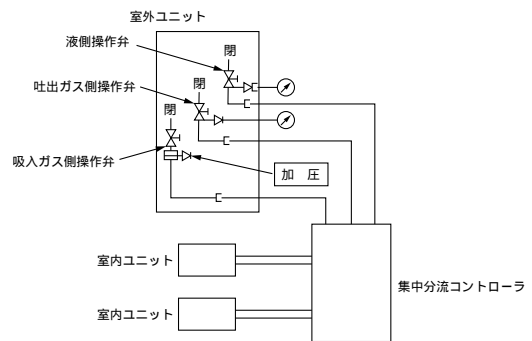 室外ユニット
液側操作弁
閉
吐出ガス側操作弁
閉
閉
吸入ガス側操作弁
加 圧
室内ユニット
集中分流コントローラ
室内ユニット